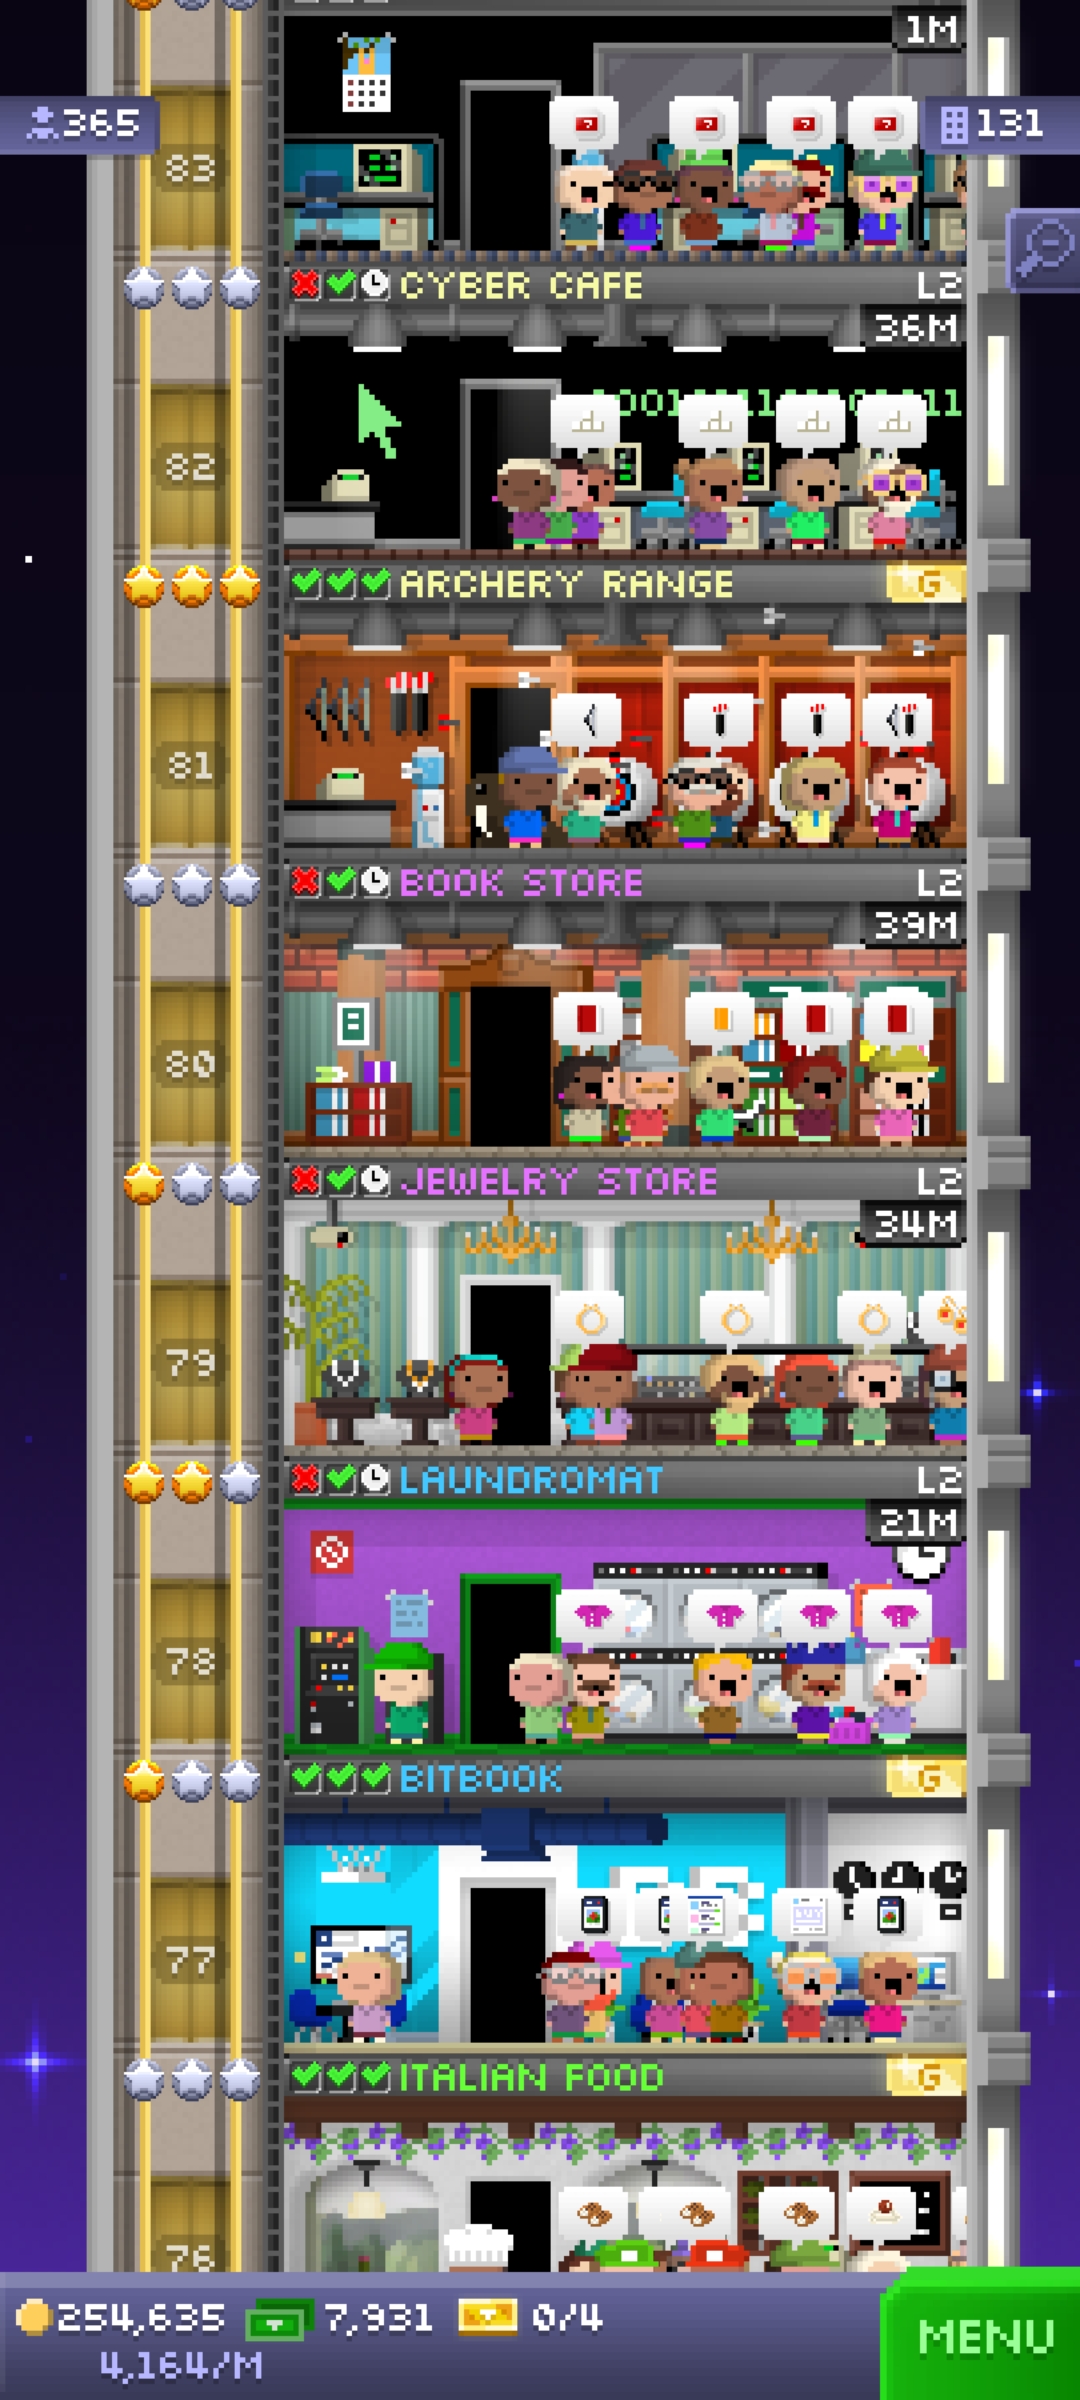 1M
365
131
83
CYBER CAFE L2
36M
82
ARCHERY RANGE G
81
BOOK STORE L2
39M
8
80
JEWELRY STORE L2
34M
79
LAUNDROMAT L2
21M
78
BITBOOK G
77
ITALIAN FOOD G
76
254,635 7,931 0/4
4,164/M
MENU